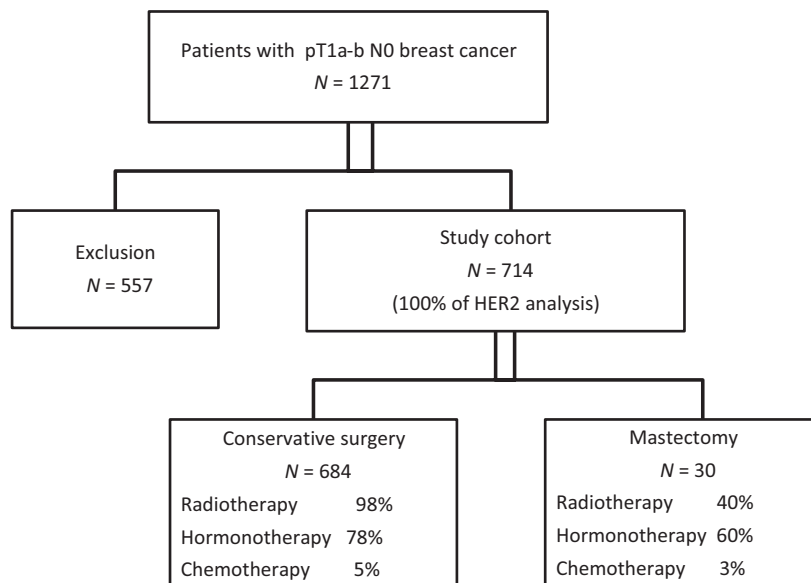 Patients with pT1a-b N0 breast cancer
N = 1271
Exclusion
N = 557
Study cohort
N = 714
(100% of HER2 analysis)
Conservative surgery
N = 684
Radiotherapy 98%
Hormonotherapy 78%
Chemotherapy 5%
Mastectomy
N = 30
Radiotherapy 40%
Hormonotherapy 60%
Chemotherapy 3%